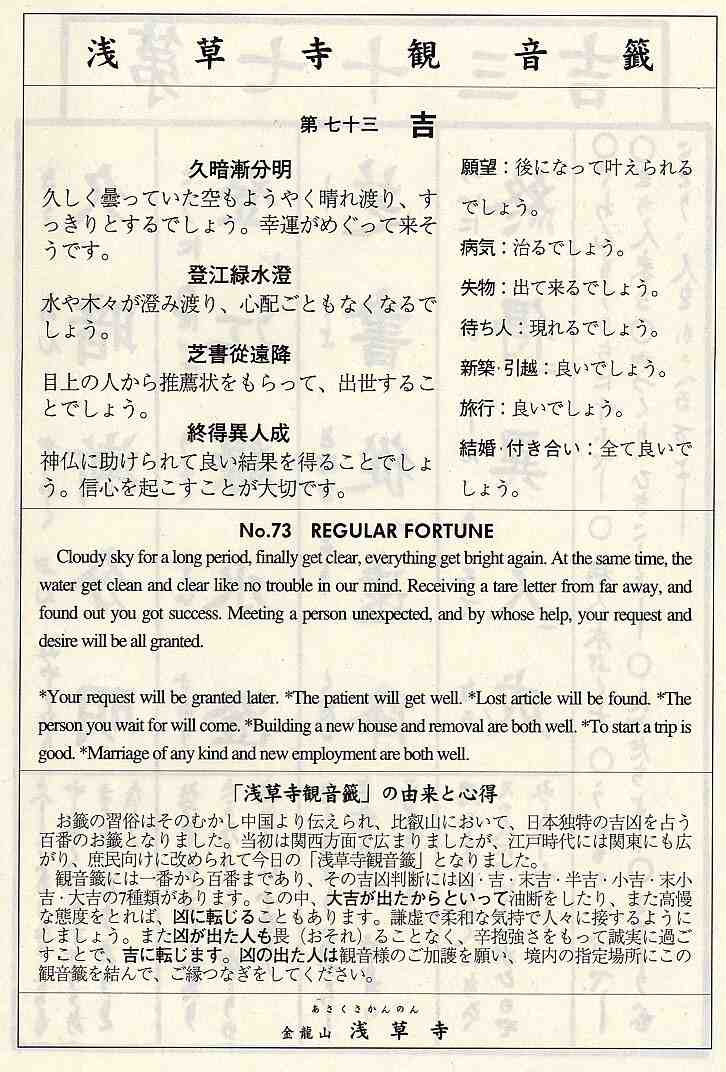 浅草寺観音籤
第七十三 吉
久暗漸分明
久しく曇っていた空もようやく晴れ渡り、す
っきりとするでしょう。幸運がめぐって来そ
うです。
登江緑水澄
水や木々が澄み渡り、心配ごともなくなるで
しょう。
芝書從遠降
目上の人から推薦状をもらって、出世するこ
とでしょう。
終得異人成
神仏に助けられて良い結果を得ることでしょ
う。信心を起こすことが大切です。
願望：後になって叶えられる
でしょう。
病気：治るでしょう。
失物：出て来るでしょう。
待ち人：現れるでしょう。
新築・引越：良いでしょう。
旅行：良いでしょう。
結婚・付き合い：全て良いで
しょう。
No.73 REGULAR FORTUNE
Cloudy sky for a long period, finally get clear, everything get bright again. At the same time, the
water get clean and clear like no trouble in our mind. Receiving a tare letter from far away, and
found out you got success. Meeting a person unexpected, and by whose help, your request and
desire will be all granted.
*Your request will be granted later. *The patient will get well. *Lost article will be found. *The
person you wait for will come. *Building a new house and removal are both well. *To start a trip is
good. *Marriage of any kind and new employment are both well.
「浅草寺観音籤」の由来と心得
お籤の習俗はそのむかし中国より伝えられ、比叡山において、日本独特の吉凶を占う
百番のお籤となりました。当初は関西方面で広まりましたが、江戸時代には関東にも広
がり、庶民向けに改められて今日の「浅草寺観音籤」となりました。
観音籤には一番から百番まであり、その吉凶判断には凶・吉・末吉・半吉・小吉・末小
吉・大吉の7種類があります。この中、大吉が出たからといって油断をしたり、また高慢
な態度をとれば、凶に転じることもあります。謙虚で柔和な気持で人々に接するように
しましょう。また凶が出た人も畏（おそれ）ることなく、辛抱強さをもって誠実に過ご
すことで、吉に転じます。凶の出た人は観音様のご加護を願い、境内の指定場所にこの
観音籤を結んで、ご縁つなぎをしてください。
あさくさかんのん
金龍山 浅草寺